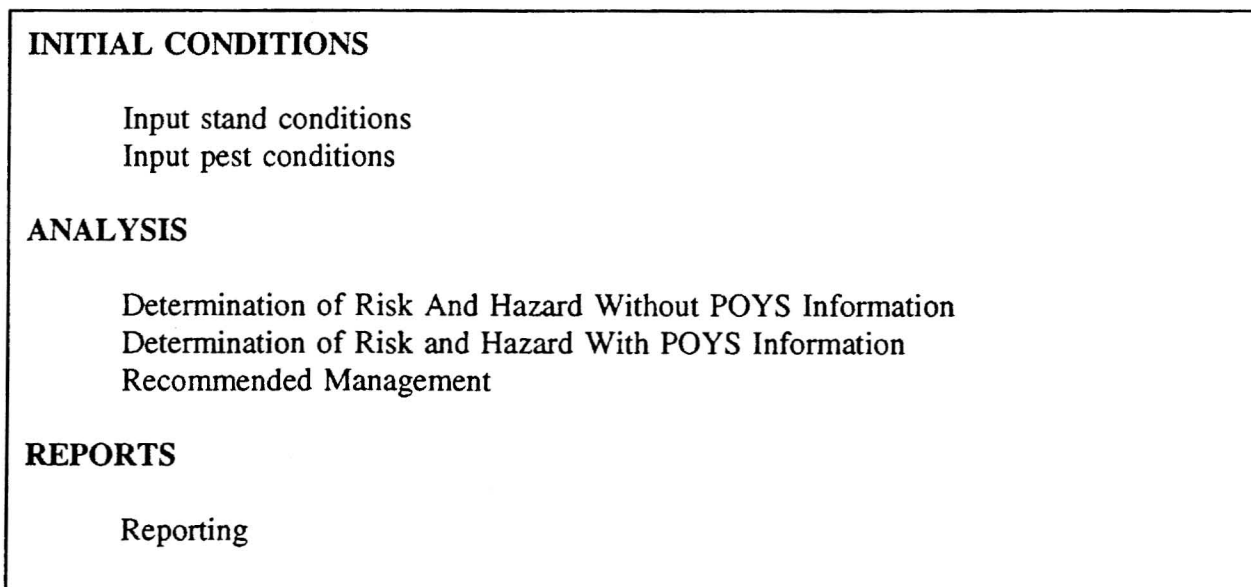 INITIAL CONDITIONS
Input stand conditions
Input pest conditions
ANALYSIS
Determination of Risk And Hazard Without POYS Information
Determination of Risk and Hazard With POYS Information
Recommended Management
REPORTS
Reporting